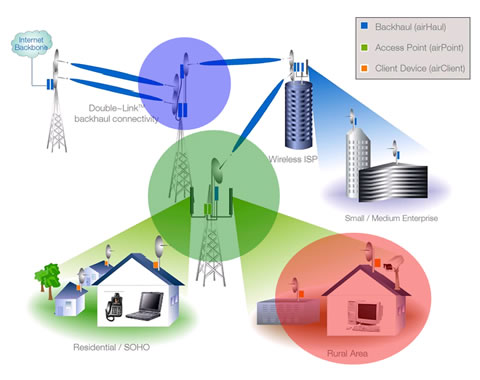 Backhaul (airHaul)
Access Point (airPoint)
Client Device (airClient)
Internet
Backbone
Double~Link™
backhaul connectivity
Wireless ISP
Small / Medium Enterprise
Residential / SOHO
Rural Area